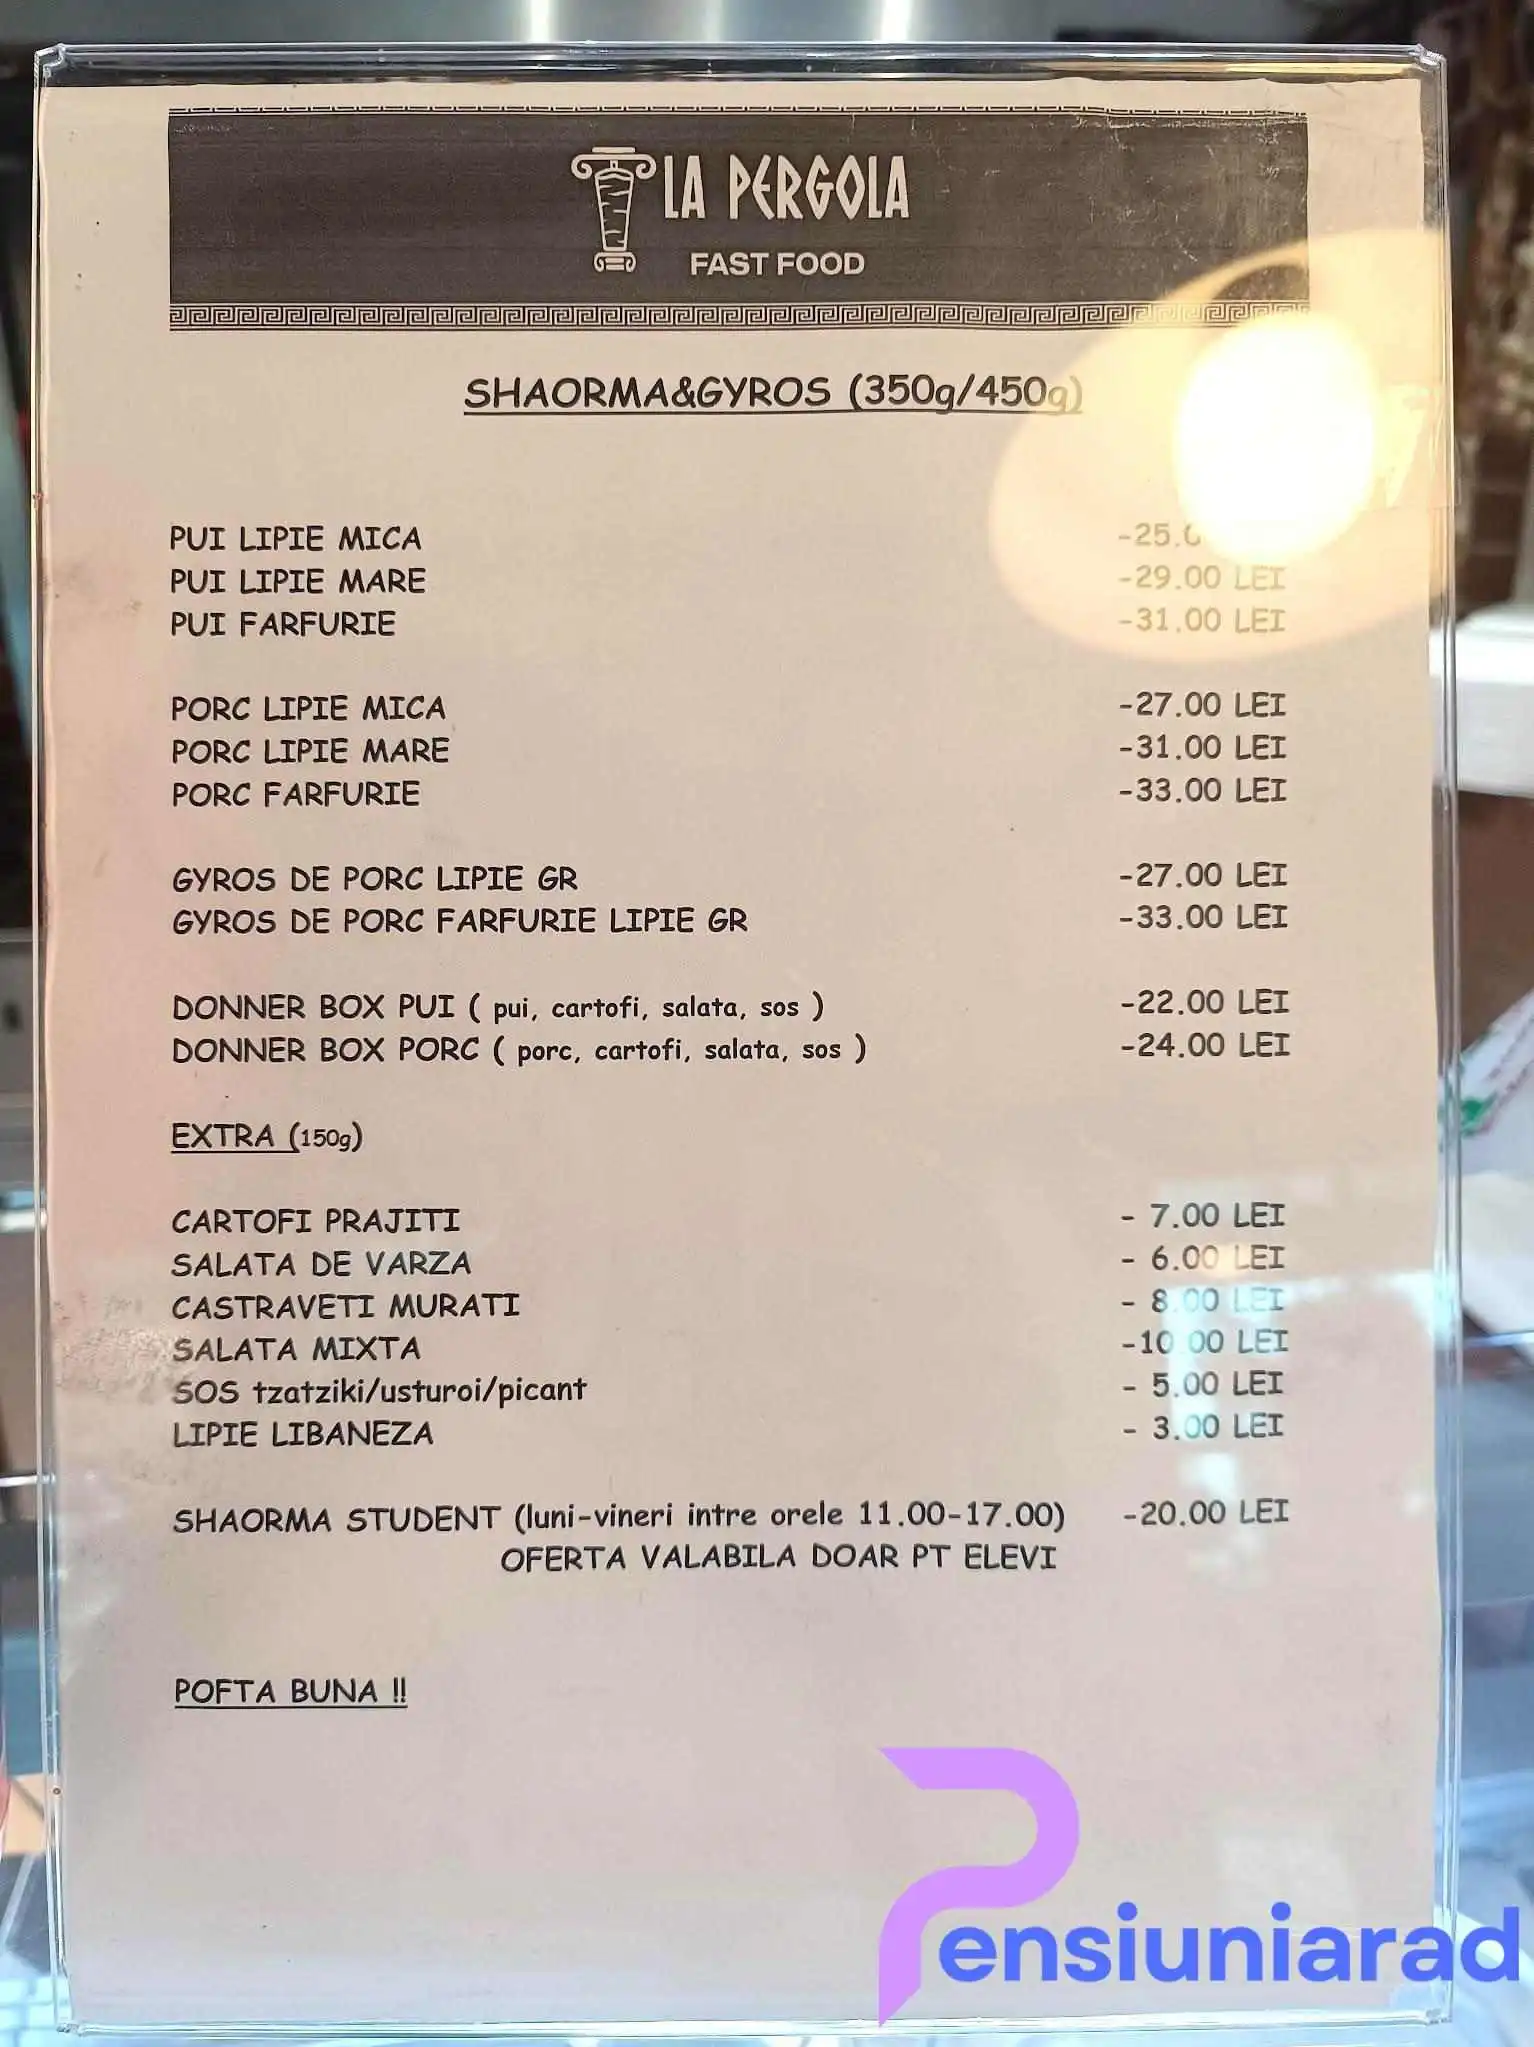 LA PERGOLA
FAST FOOD
SHAORMA&GYROS (350g/450g)
PUI LIPIE MICA
PUI LIPIE MARE -29.00 LEI
PUI FARFURIE -31.00 LEI
PORC LIPIE MICA -27.00 LEI
PORC LIPIE MARE -31.00 LEI
PORC FARFURIE -33.00 LEI
GYROS DE PORC LIPIE GR -27.00 LEI
GYROS DE PORC FARFURIE LIPIE GR -33.00 LEI
DONNER BOX PUI ( pui, cartofi, salata, sos ) -22.00 LEI
DONNER BOX PORC ( porc, cartofi, salata, sos ) -24.00 LEI
EXTRA (150g)
CARTOFI PRAJITI - 7.00 LEI
SALATA DE VARZA - 6.00 LEI
CASTRAVETI MURATI - 8.00 LEI
SALATA MIXTA -10.00 LEI
SOS tzatziki/usturoi/picant - 5.00 LEI
LIPIE LIBANEZA - 3.00 LEI
SHAORMA STUDENT (luni-vineri intre orele 11.00-17.00) -20.00 LEI
OFERTA VALABILA DOAR PT ELEVI
POFTA BUNA !!
Pensiuniarad